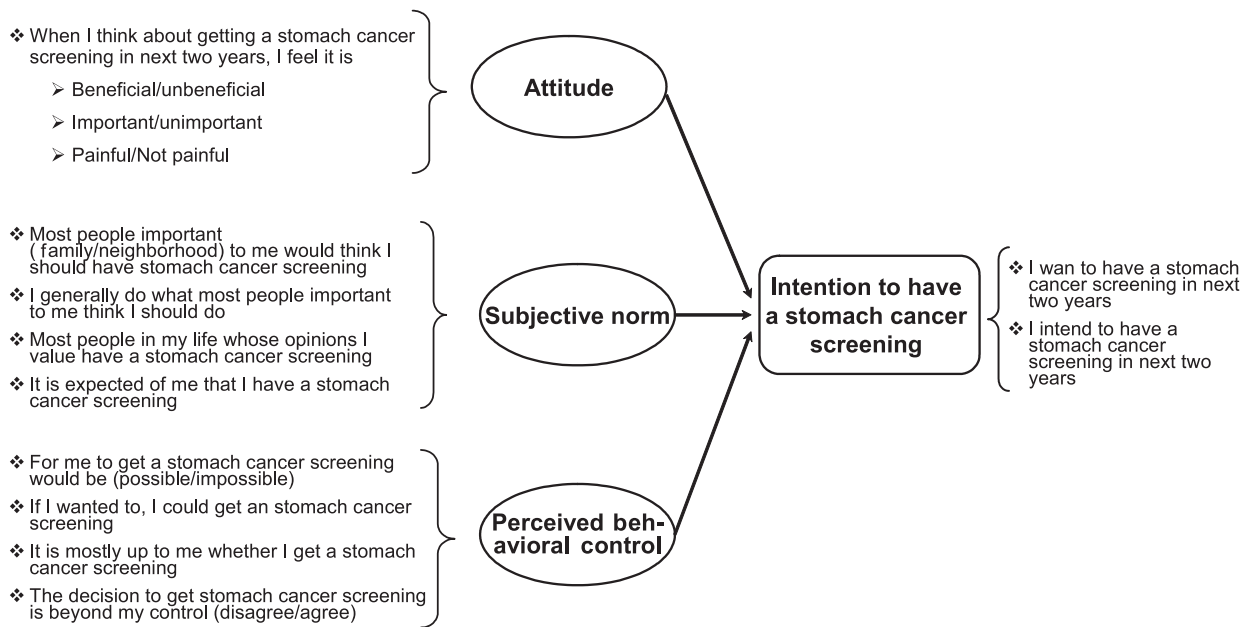 ❖ When I think about getting a stomach cancer
screening in next two years, I feel it is
➢ Beneficial/unbeneficial
➢ Important/unimportant
➢ Painful/Not painful
Attitude
❖ Most people important
( family/neighborhood) to me would think I
should have stomach cancer screening
❖ I generally do what most people important
to me think I should do
❖ Most people in my life whose opinions I
value have a stomach cancer screening
❖ It is expected of me that I have a stomach
cancer screening
Subjective norm
❖ For me to get a stomach cancer screening
would be (possible/impossible)
❖ If I wanted to, I could get an stomach cancer
screening
❖ It is mostly up to me whether I get a stomach
cancer screening
❖ The decision to get stomach cancer screening
is beyond my control (disagree/agree)
Perceived beh-
avioral control
Intention to have
a stomach cancer
screening
❖ I wan to have a stomach
cancer screening in next
two years
❖ I intend to have a
stomach cancer
screening in next two
years